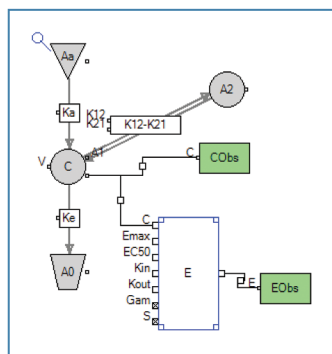 Aa
A2
Ka
K12
K21
K12-K21
A1
V
C
C
CObs
Ke
A0
C
Emax
EC50
Kin
Kout
Gam
S
E
E
EObs